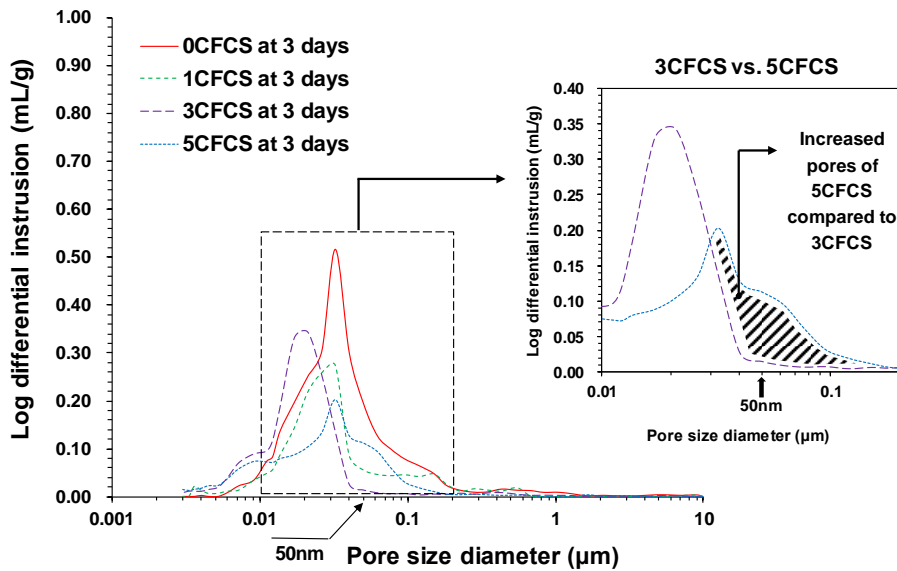 Log differential instrusion (mL/g)
1.00
0.90
0.80
0.70
0.60
0.50
0.40
0.30
0.20
0.10
0.00
0CFCS at 3 days
1CFCS at 3 days
3CFCS at 3 days
5CFCS at 3 days
0.001
0.01
0.1
1
10
50nm
Pore size diameter (µm)
3CFCS vs. 5CFCS
Log differential instrusion (mL/g)
0.40
0.35
0.30
0.25
0.20
0.15
0.10
0.05
0.00
Increased
pores of
5CFCS
compared to
3CFCS
0.01
0.1
50nm
Pore size diameter (µm)